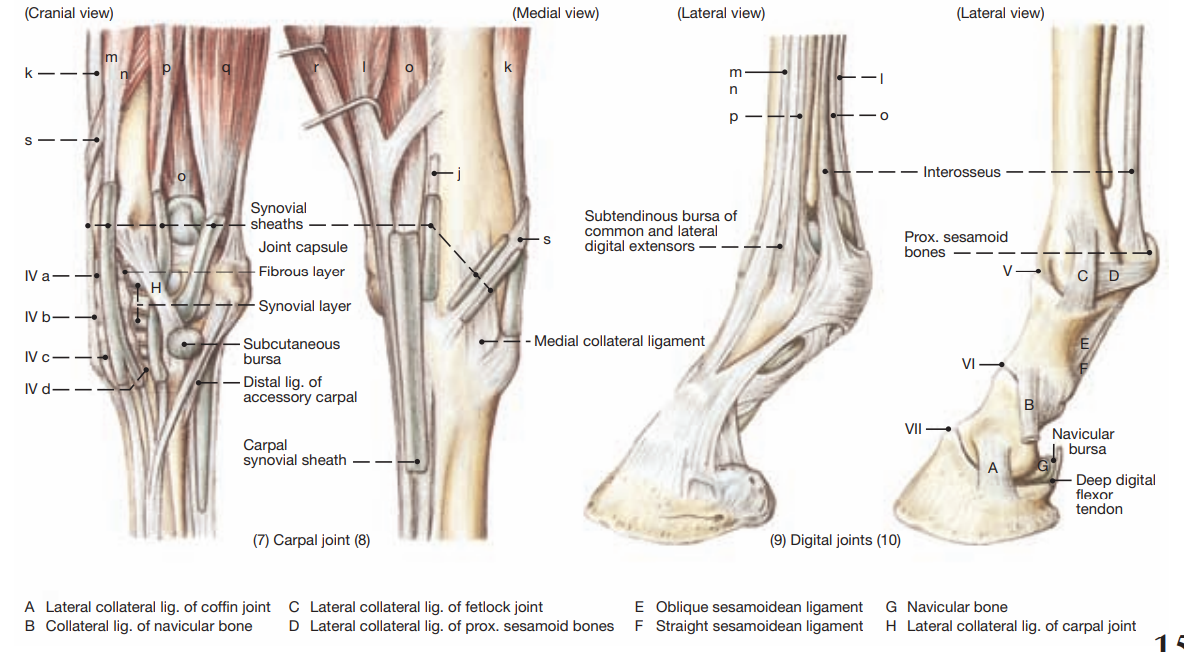 (Cranial view)
(Medial view)
(Lateral view)
(Lateral view)
k
m
n
p
q
r
l
o
k
s
o
j
s
Synovial
sheaths
Joint capsule
Fibrous layer
H
Synovial layer
IV a
IV b
IV c
IV d
Subcutaneous
bursa
Distal lig. of
accessory carpal
Medial collateral ligament
Carpal
synovial sheath
(7) Carpal joint (8)
m
n
p
l
o
Interosseus
Subtendinous bursa of
common and lateral
digital extensors
Prox. sesamoid
bones
V
C
D
E
F
VI
B
VII
Navicular
bursa
A
G
Deep digital
flexor
tendon
(9) Digital joints (10)
A Lateral collateral lig. of coffin joint
B Collateral lig. of navicular bone
C Lateral collateral lig. of fetlock joint
D Lateral collateral lig. of prox. sesamoid bones
E Oblique sesamoidean ligament
F Straight sesamoidean ligament
G Navicular bone
H Lateral collateral lig. of carpal joint